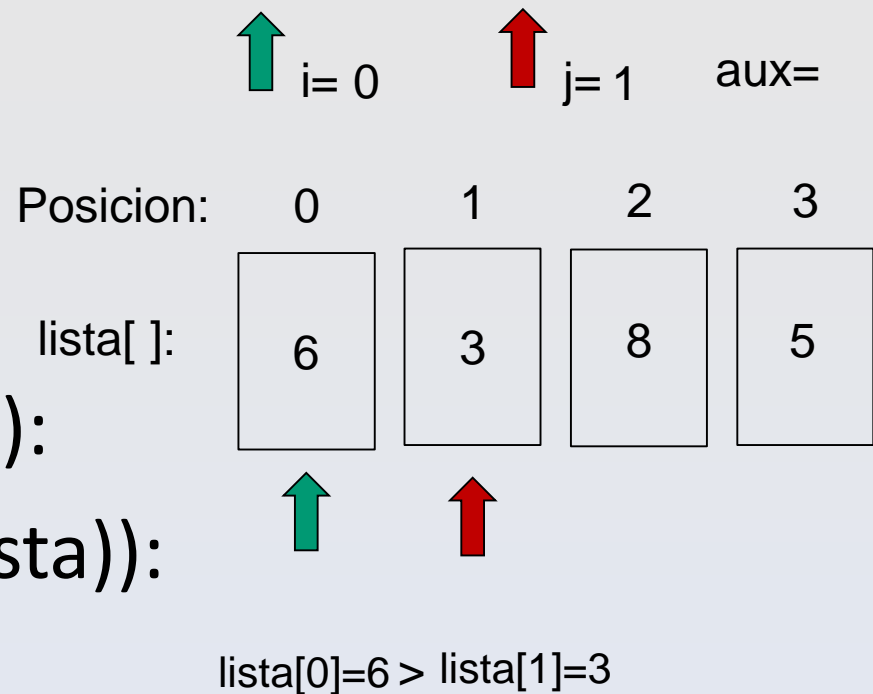 i= 0 j= 1 aux=
Posicion: 0 1 2 3
lista[ ]: 6 3 8 5
):
sta)):
lista[0]=6 > lista[1]=3